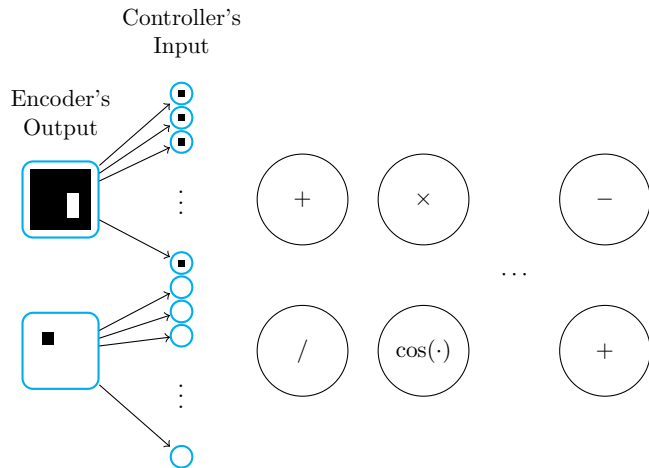 Controller's
Input
Encoder's
Output
⋮
+ × −
⋯
/ cos(·) +
⋮